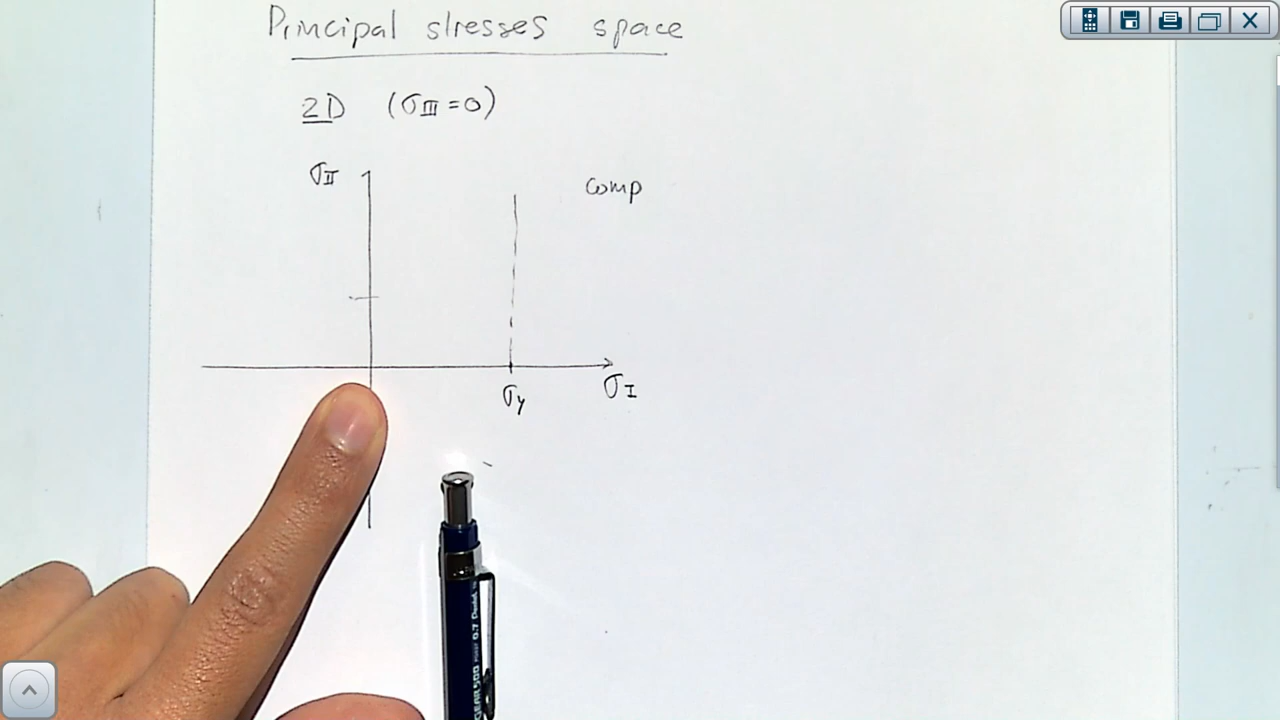 Principal stresses space
2D (σIII=0)
σII
comp
σy
σI